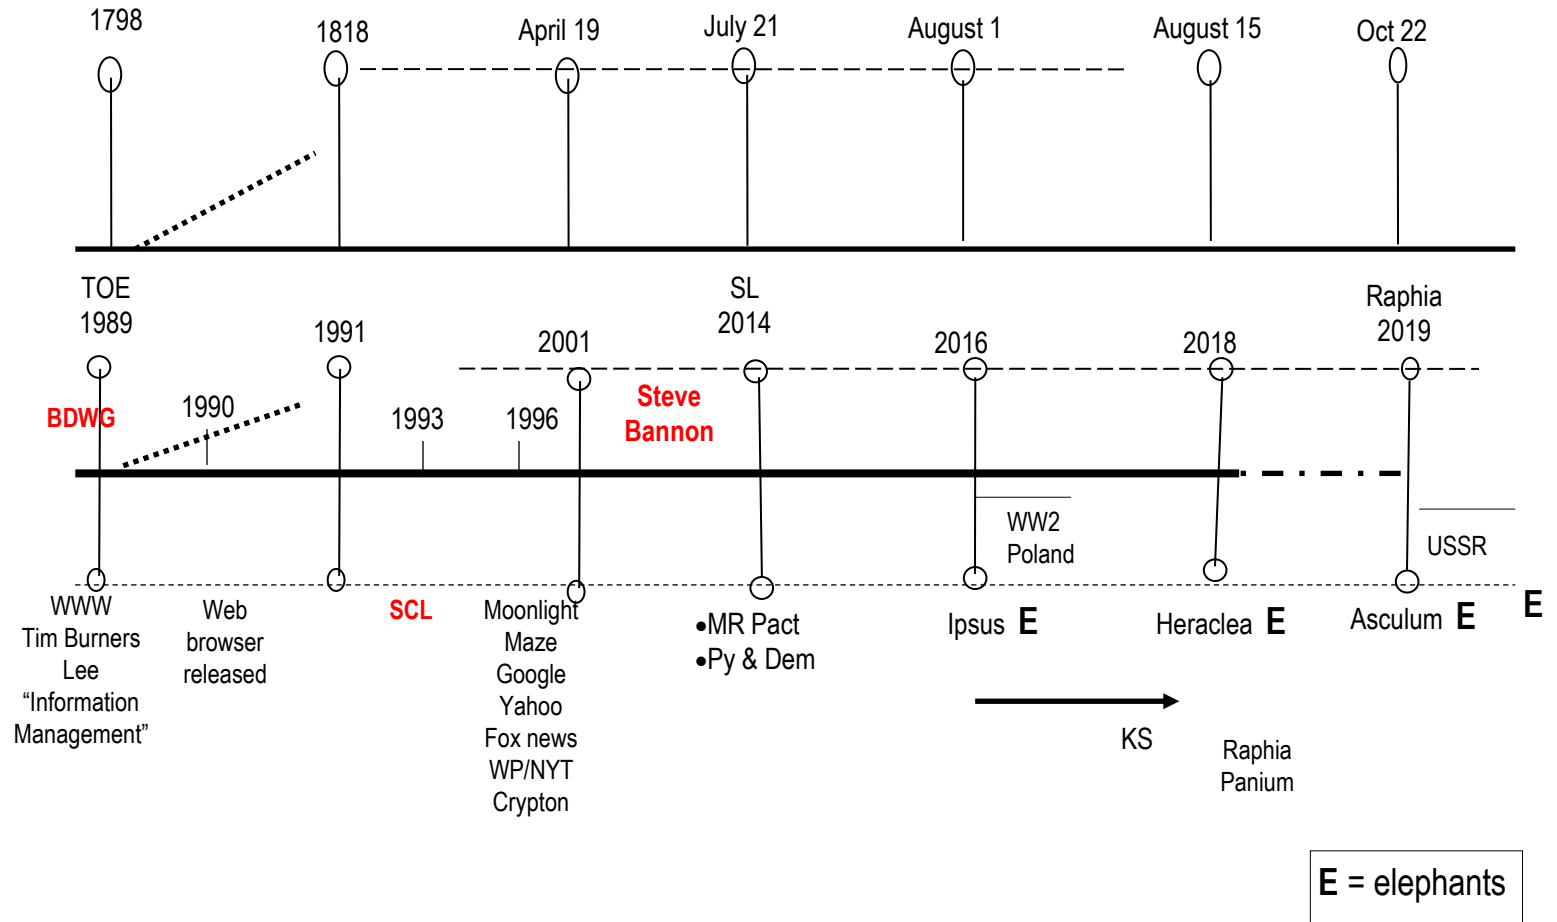 1798
1818
April 19
July 21
August 1
August 15
Oct 22
TOE
1989
1991
2001
SL
2014
2016
2018
Raphia
2019
BDWG
1990
1993
1996
Steve
Bannon
WW2
Poland
USSR
WWW
Tim Burners
Lee
“Information
Management”
Web
browser
released
SCL
Moonlight
Maze
Google
Yahoo
Fox news
WP/NYT
Crypton
•MR Pact
•Py & Dem
Ipsus E
Heraclea E
Asculum E
E
KS
Raphia
Panium
E = elephants